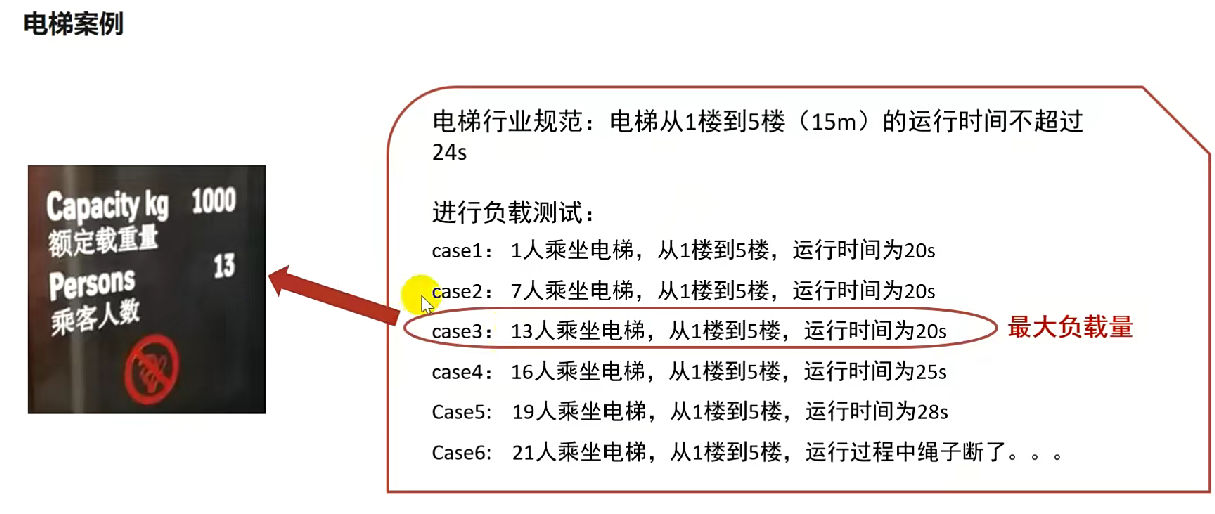 电梯案例
电梯行业规范：电梯从1楼到5楼（15m）的运行时间不超过
24s
进行负载测试：
case1： 1人乘坐电梯，从1楼到5楼，运行时间为20s
case2： 7人乘坐电梯，从1楼到5楼，运行时间为20s
case3： 13人乘坐电梯，从1楼到5楼，运行时间为20s
最大负载量
case4： 16人乘坐电梯，从1楼到5楼，运行时间为25s
Case5: 19人乘坐电梯，从1楼到5楼，运行时间为28s
Case6: 21人乘坐电梯，从1楼到5楼，运行过程中绳子断了。。。
Capacity kg 1000
额定载重量
Persons 13
乘客人数